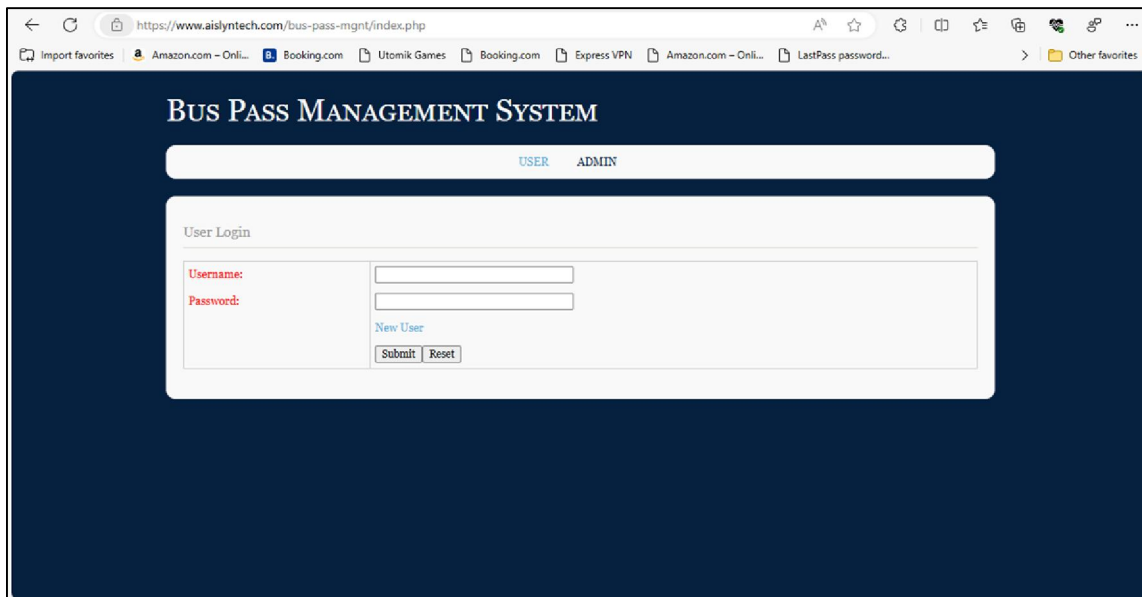 https://www.aislyntech.com/bus-pass-mgnt/index.php
Import favorites a Amazon.com – Onli... B. Booking.com Utomik Games Booking.com Express VPN Amazon.com – Onli... LastPass password... Other favorites
BUS PASS MANAGEMENT SYSTEM
USER ADMIN
User Login
Username:
Password:
New User
Submit Reset